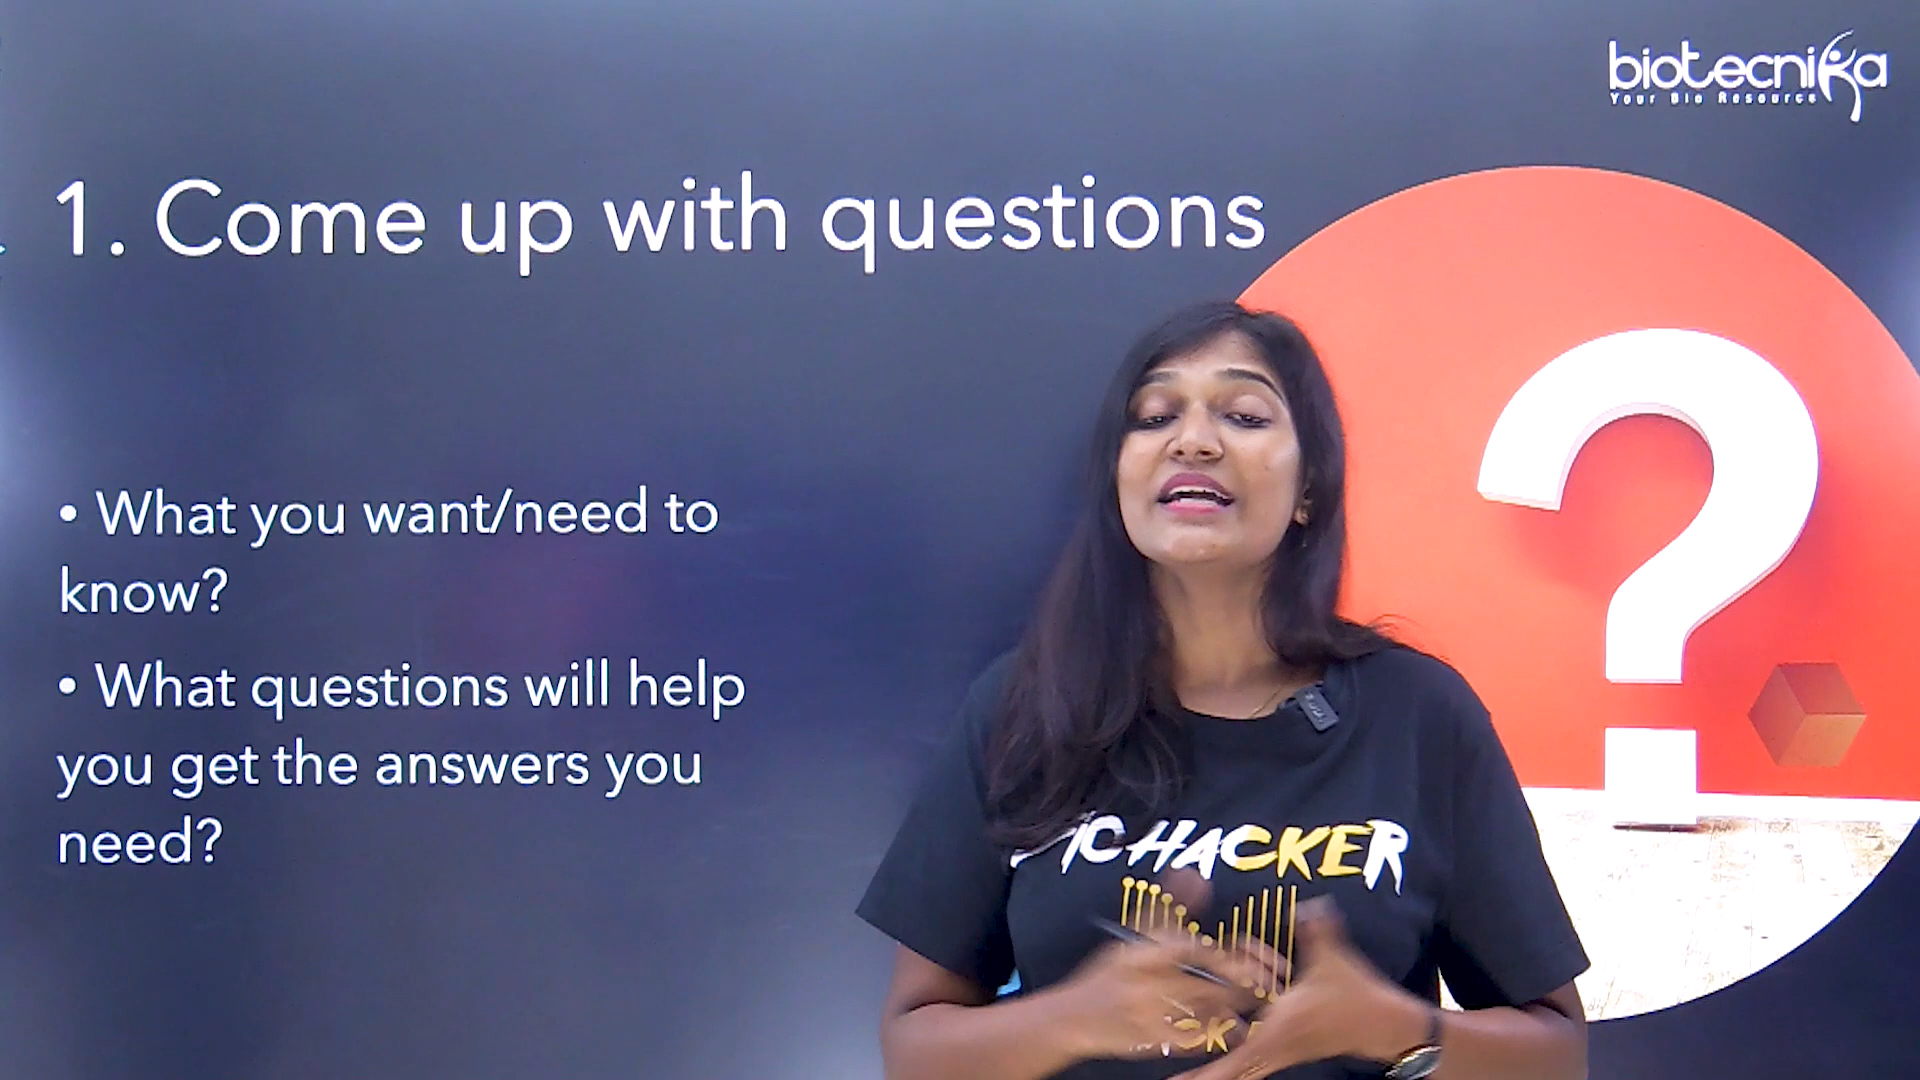 biotecnika
Your Bio Resource
1. Come up with questions
• What you want/need to
know?
• What questions will help
you get the answers you
need?
HACKER